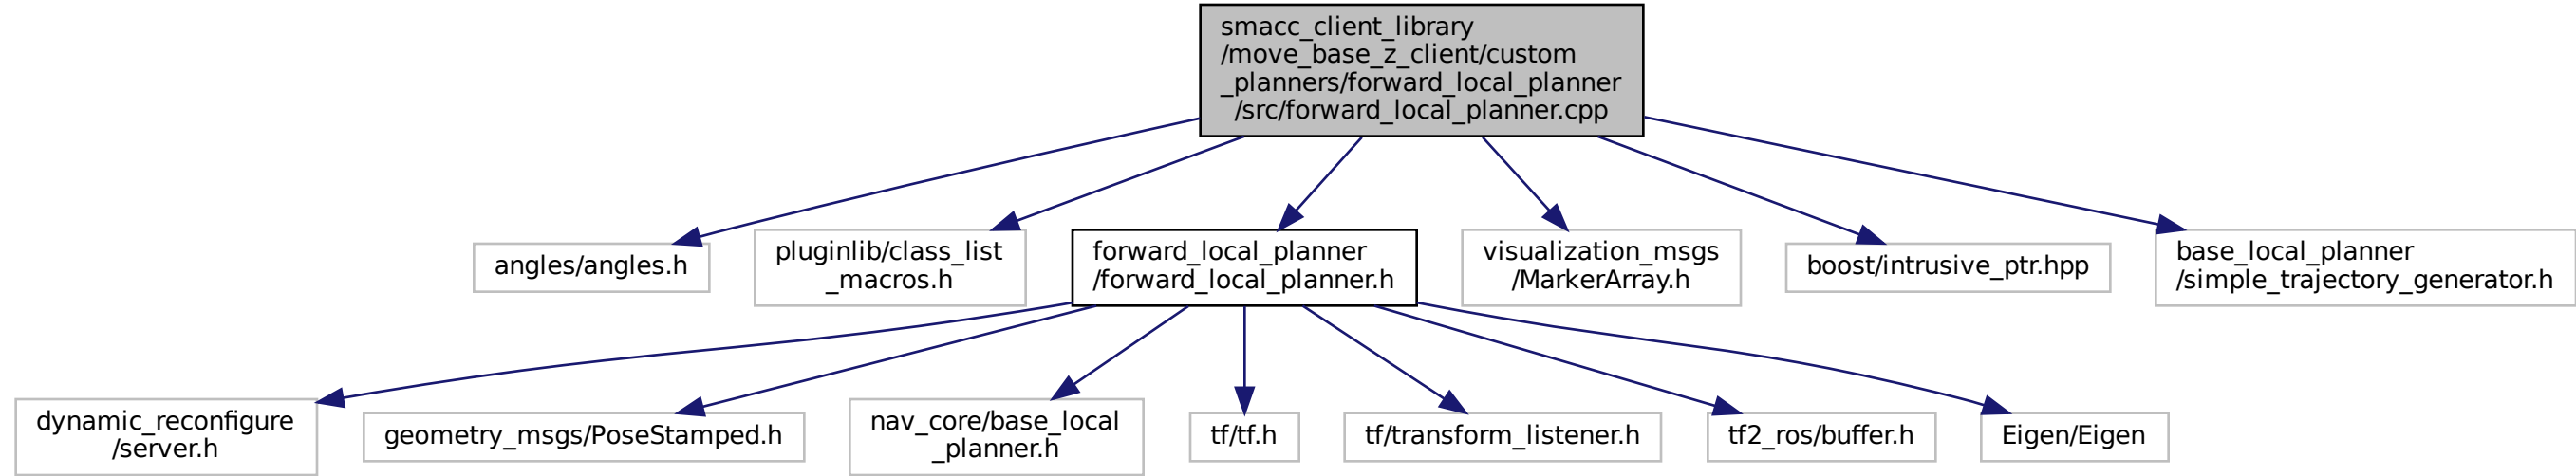 smacc_client_library
/move_base_z_client/custom
_planners/forward_local_planner
/src/forward_local_planner.cpp
angles/angles.h
pluginlib/class_list
_macros.h
forward_local_planner
/forward_local_planner.h
visualization_msgs
/MarkerArray.h
boost/intrusive_ptr.hpp
base_local_planner
/simple_trajectory_generator.h
dynamic_reconfigure
/server.h
geometry_msgs/PoseStamped.h
nav_core/base_local
_planner.h
tf/tf.h
tf/transform_listener.h
tf2_ros/buffer.h
Eigen/Eigen